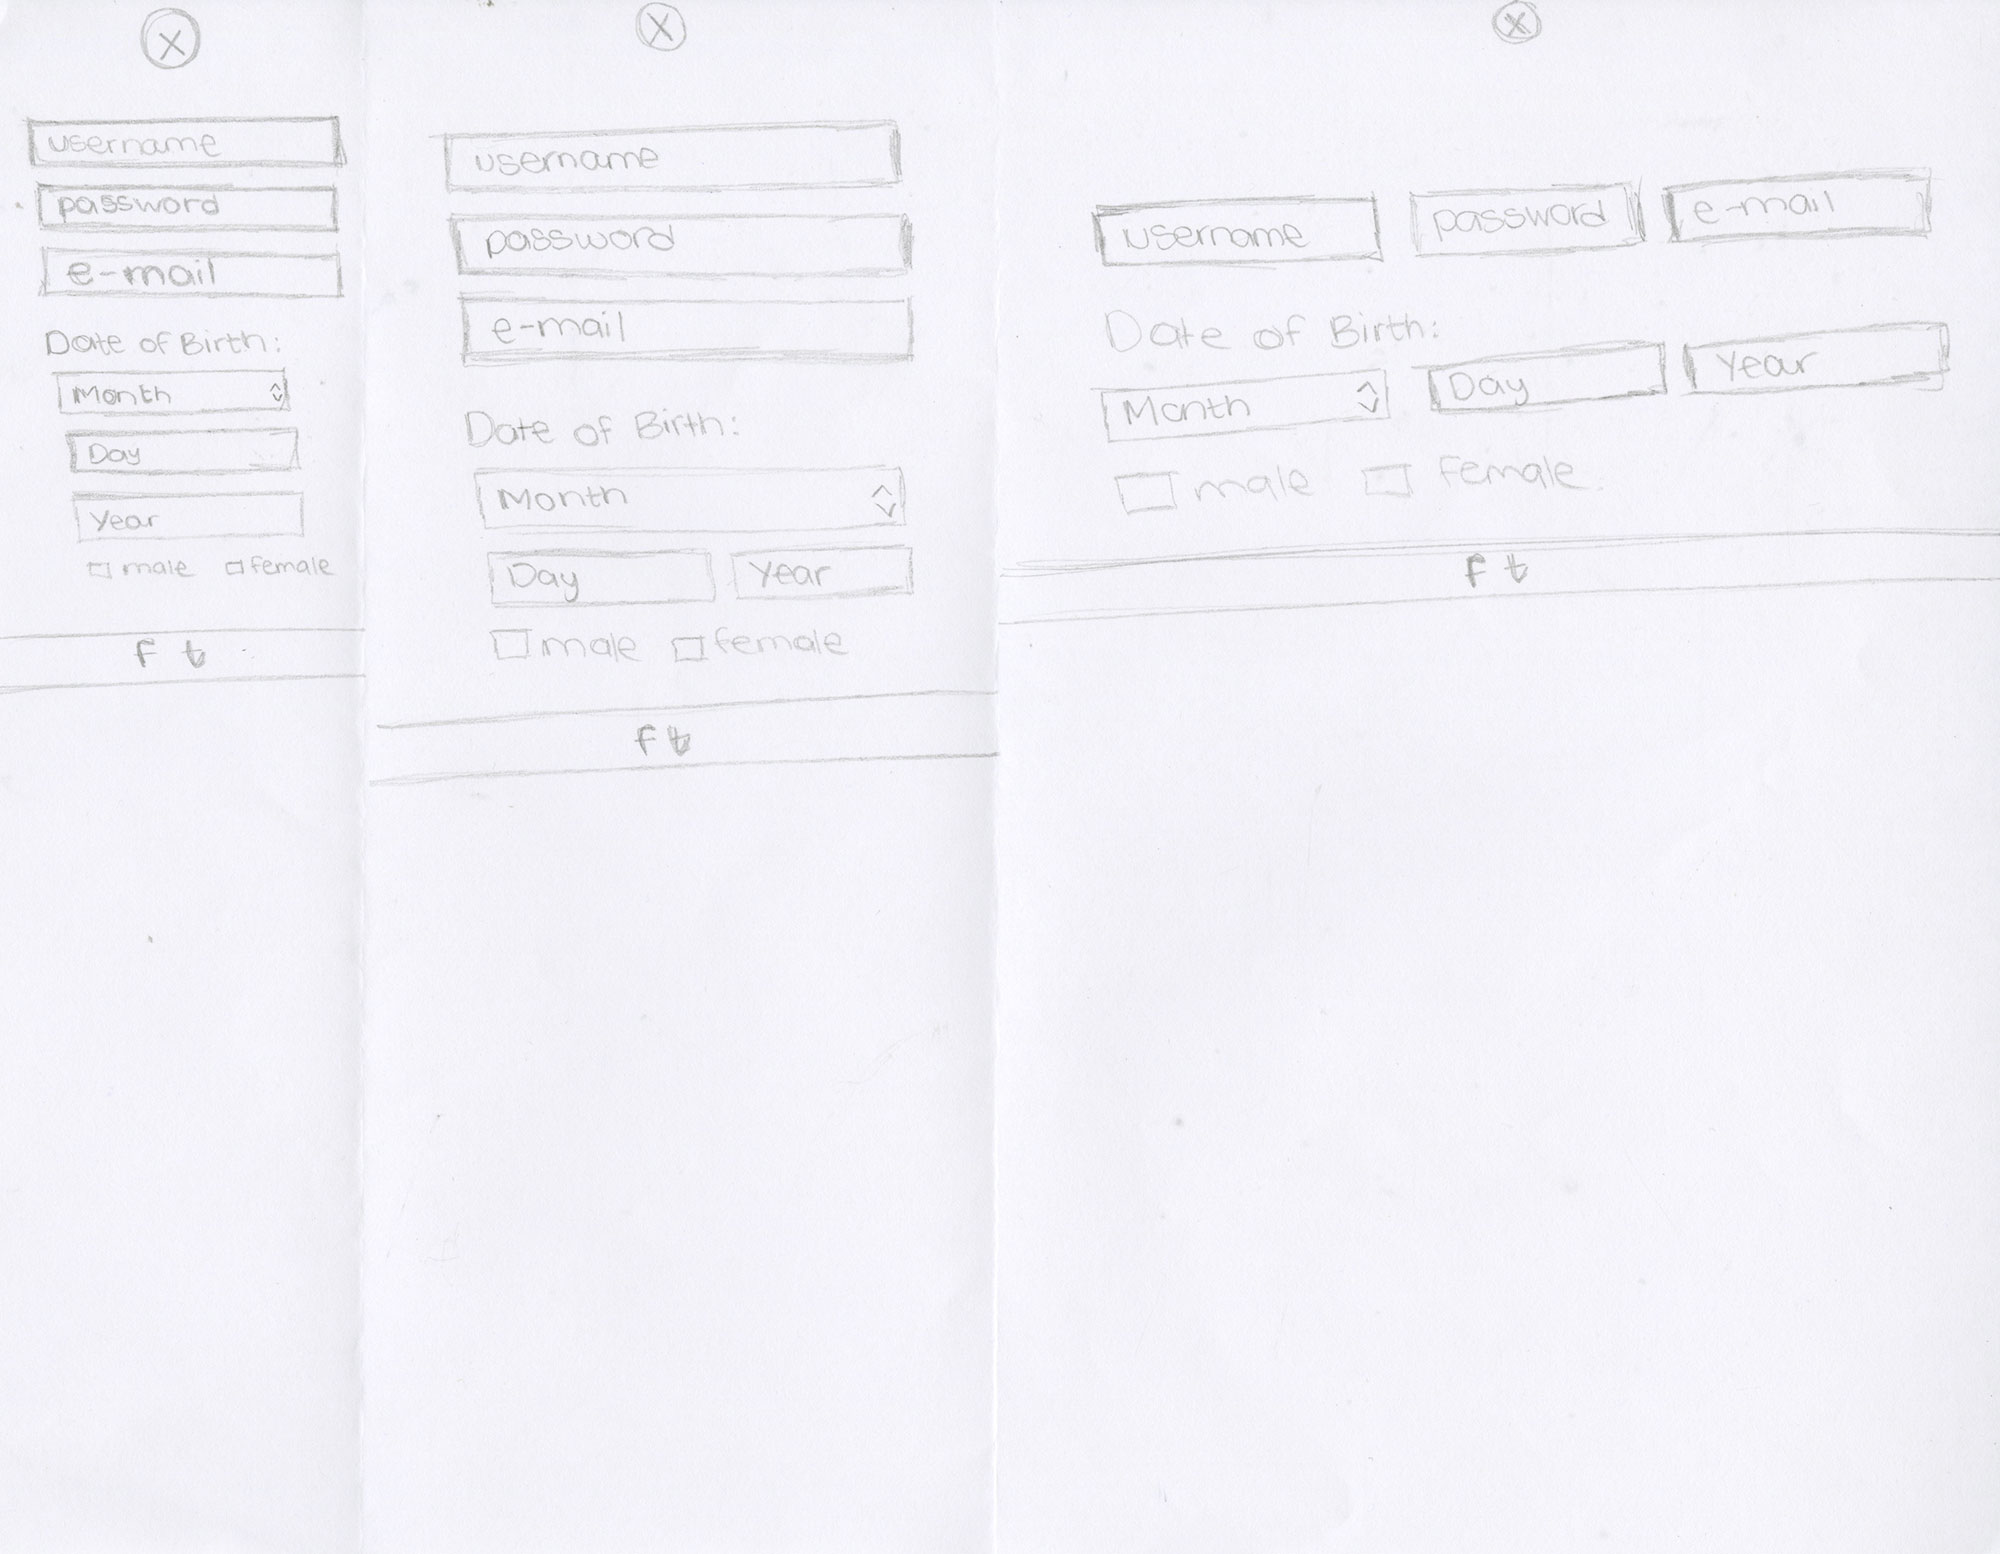 X
username
password
e-mail
Date of Birth:
Month
Day
Year
male female
f t
X
username
password
e-mail
Date of Birth:
Month
Day Year
male female
f t
X
username password e-mail
Date of Birth:
Month Day Year
male female
f t